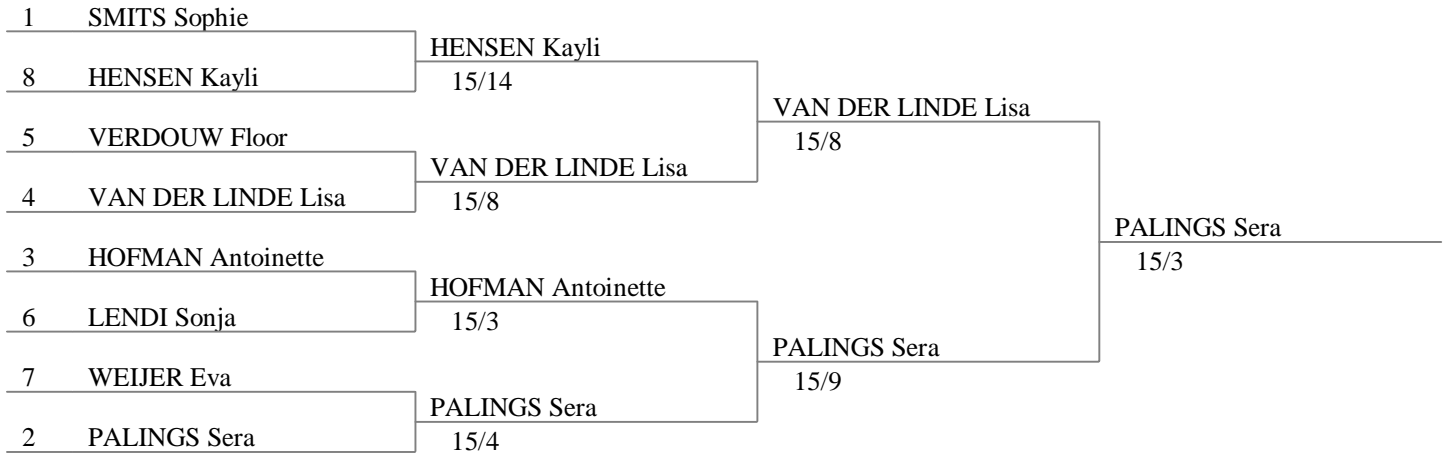 1 SMITS Sophie
HENSEN Kayli
8 HENSEN Kayli
15/14
VAN DER LINDE Lisa
5 VERDOUW Floor
15/8
VAN DER LINDE Lisa
4 VAN DER LINDE Lisa
15/8
PALINGS Sera
3 HOFMAN Antoinette
15/3
HOFMAN Antoinette
6 LENDI Sonja
15/3
PALINGS Sera
7 WEIJER Eva
15/9
PALINGS Sera
2 PALINGS Sera
15/4